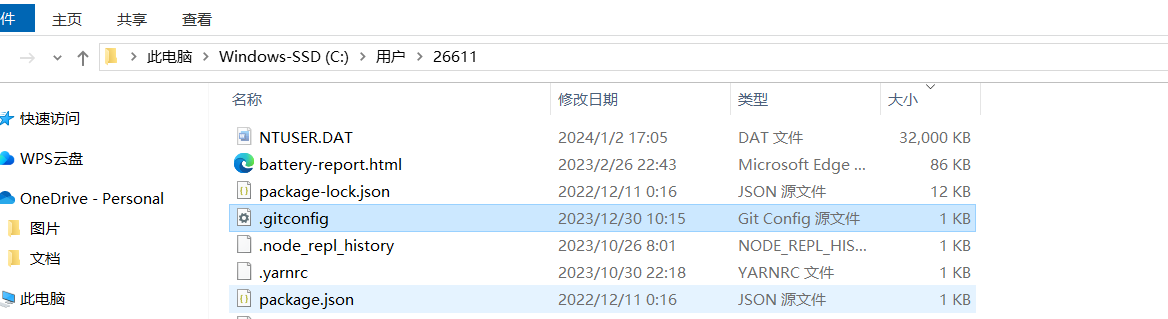 件 主页 共享 查看
此电脑 Windows-SSD (C:) 用户 26611
名称 修改日期 类型 大小
快速访问
WPS云盘
OneDrive - Personal
图片
文档
此电脑
NTUSER.DAT 2024/1/2 17:05 DAT 文件 32,000 KB
battery-report.html 2023/2/26 22:43 Microsoft Edge ... 86 KB
package-lock.json 2022/12/11 0:16 JSON 源文件 12 KB
.gitconfig 2023/12/30 10:15 Git Config 源文件 1 KB
.node_repl_history 2023/10/26 8:01 NODE_REPL_HIS... 1 KB
.yarnrc 2023/10/30 22:18 YARNRC 文件 1 KB
package.json 2022/12/11 0:16 JSON 源文件 1 KB